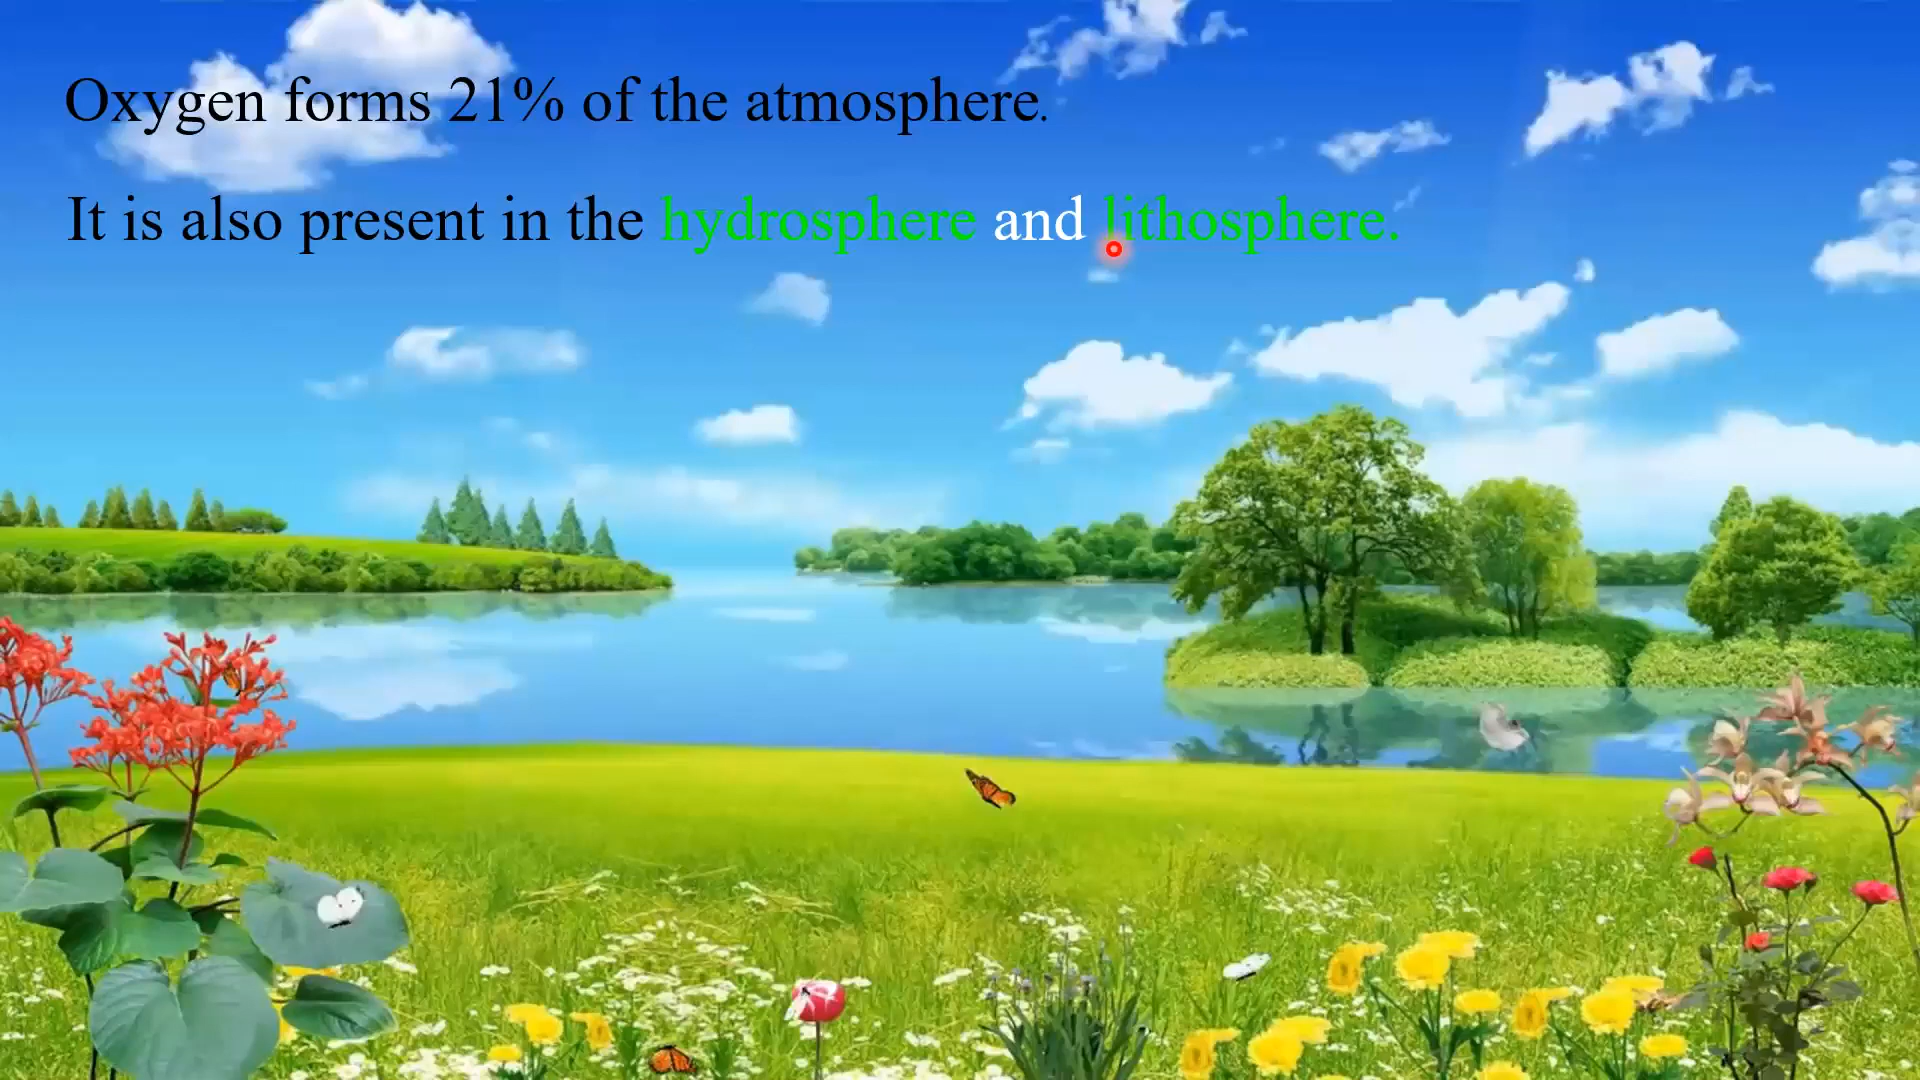 Oxygen forms 21% of the atmosphere.
It is also present in the hydrosphere and lithosphere.